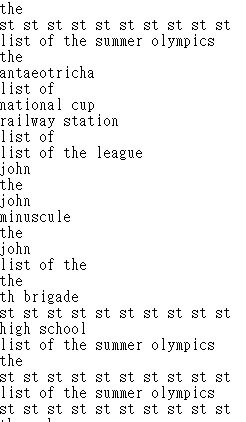 the
st st st st st st st st st st
list of the summer olympics
the
antaeotricha
list of
national cup
railway station
list of
list of the league
john
the
john
minuscule
the
john
list of the
the
th brigade
st st st st st st st st st st
high school
list of the summer olympics
the
st st st st st st st st st st
list of the summer olympics
st st st st st st st st st st